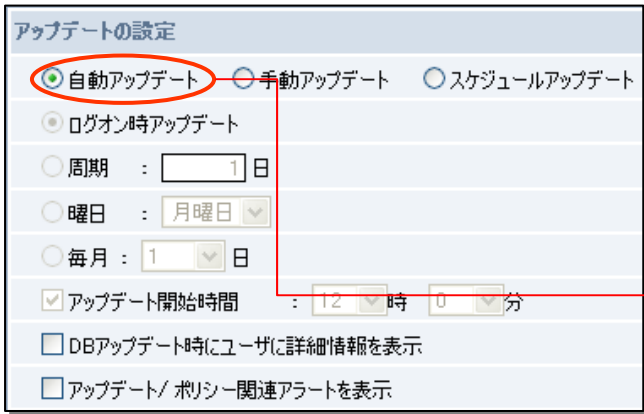 アップデートの設定
自動アップデート 手動アップデート スケジュールアップデート
ログオン時アップデート
周期 : 1 日
曜日 : 月曜日
毎月 : 1 日
アップデート開始時間 : 12 時 0 分
DBアップデート時にユーザに詳細情報を表示
アップデート/ ポリシー関連アラートを表示